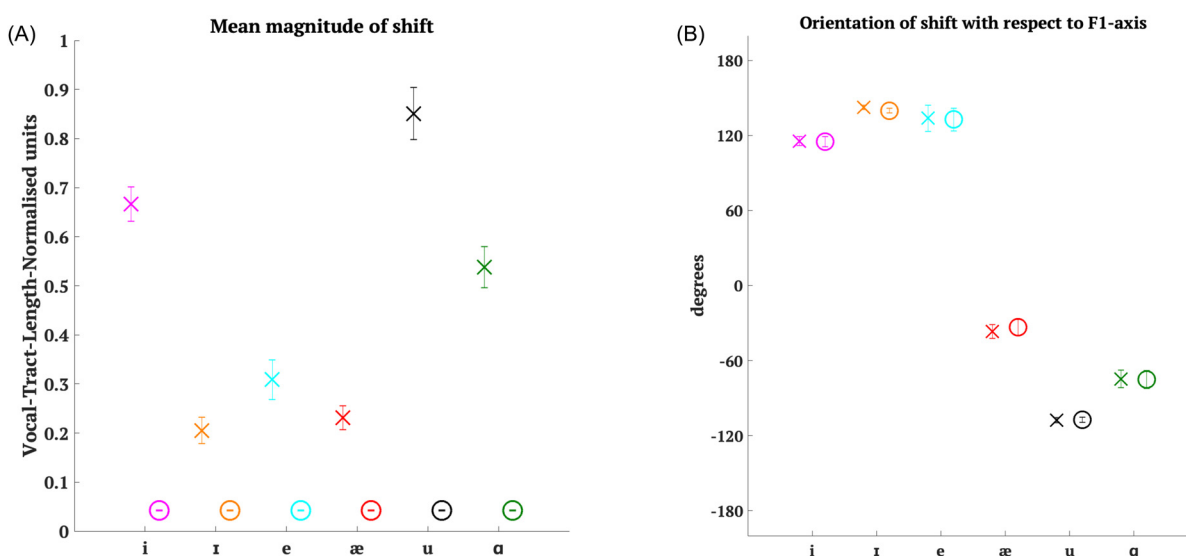 (A)
Mean magnitude of shift
Vocal-Tract-Length-Normalised units
1
0.9
0.8
0.7
0.6
0.5
0.4
0.3
0.2
0.1
0
i ɪ e æ u ɑ
(B)
Orientation of shift with respect to F1-axis
degrees
180
120
60
0
-60
-120
-180
i ɪ e æ u ɑ